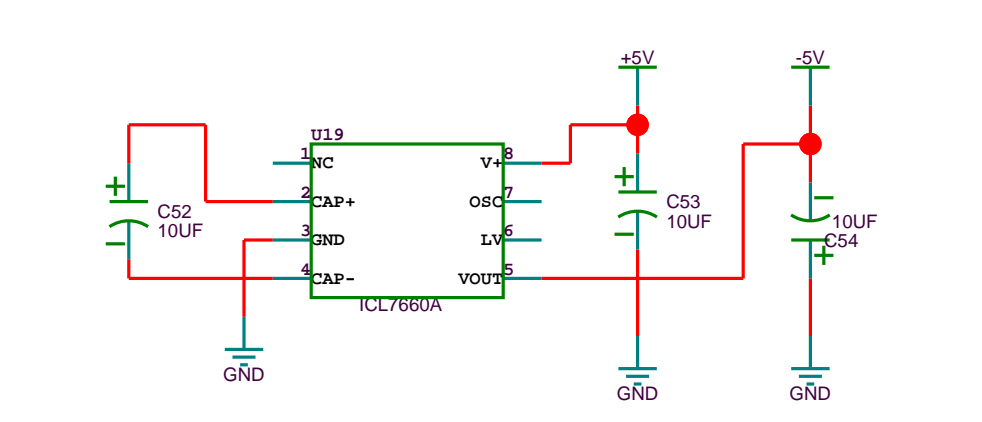 +5V
-5V
U19
1 NC
V+ 8
2 CAP+
OSC 7
3 GND
LV 6
4 CAP-
VOUT 5
ICL7660A
+
C52
10UF
−
+
C53
10UF
−
−
10UF
C54
+
GND
GND
GND